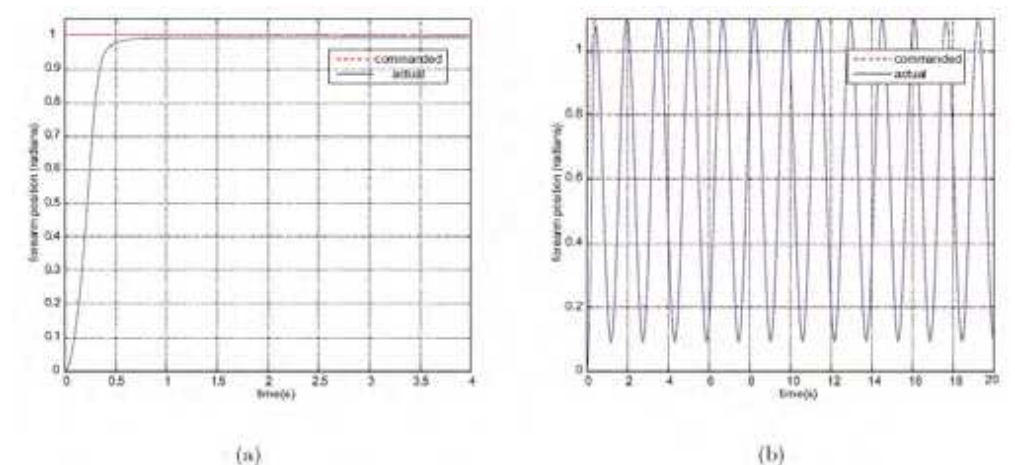 1
0.9
0.8
0.7
0.6
0.5
0.4
0.3
0.2
0.1
0
forearm position (radians)
commanded
actual
0 0.5 1 1.5 2 2.5 3 3.5 4
time(s)
(a)
1
0.8
0.6
0.4
0.2
0
forearm position (radians)
commanded
actual
0 2 4 6 8 10 12 14 16 18 20
time(s)
(b)